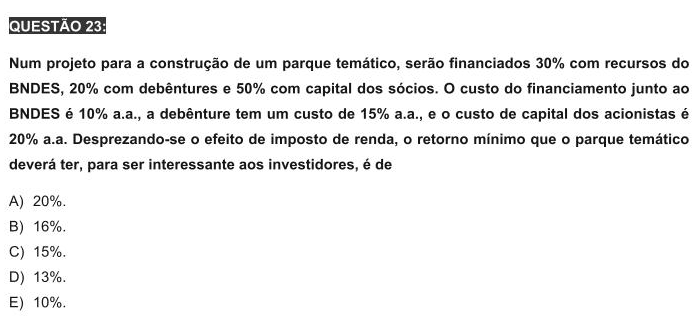 QUESTÃO 23:
Num projeto para a construção de um parque temático, serão financiados 30% com recursos do
BNDES, 20% com debêntures e 50% com capital dos sócios. O custo do financiamento junto ao
BNDES é 10% a.a., a debênture tem um custo de 15% a.a., e o custo de capital dos acionistas é
20% a.a. Desprezando-se o efeito de imposto de renda, o retorno mínimo que o parque temático
deverá ter, para ser interessante aos investidores, é de
A) 20%.
B) 16%.
C) 15%.
D) 13%.
E) 10%.